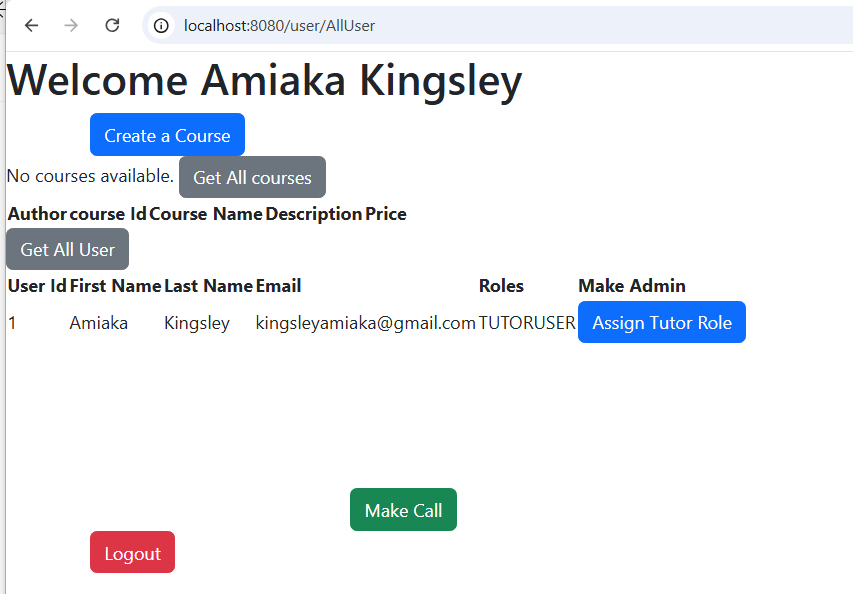 localhost:8080/user/AllUser
Welcome Amiaka Kingsley
Create a Course
No courses available. Get All courses
Author course Id Course Name Description Price
Get All User
User Id First Name Last Name Email Roles Make Admin
1 Amiaka Kingsley kingsleyamiaka@gmail.com TUTORUSER Assign Tutor Role
Make Call
Logout